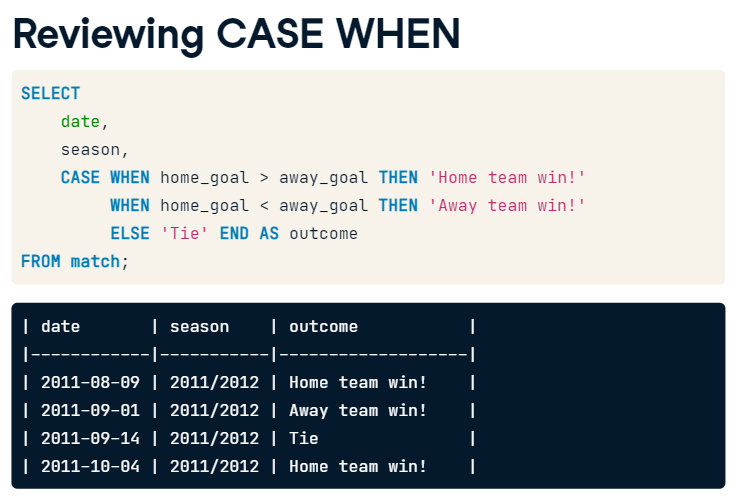 Reviewing CASE WHEN
SELECT
    date,
    season,
    CASE WHEN home_goal > away_goal THEN 'Home team win!'
         WHEN home_goal < away_goal THEN 'Away team win!'
         ELSE 'Tie' END AS outcome
FROM match;
| date       | season    | outcome           |
|------------|-----------|-------------------|
| 2011-08-09 | 2011/2012 | Home team win!    |
| 2011-09-01 | 2011/2012 | Away team win!    |
| 2011-09-14 | 2011/2012 | Tie               |
| 2011-10-04 | 2011/2012 | Home team win!    |